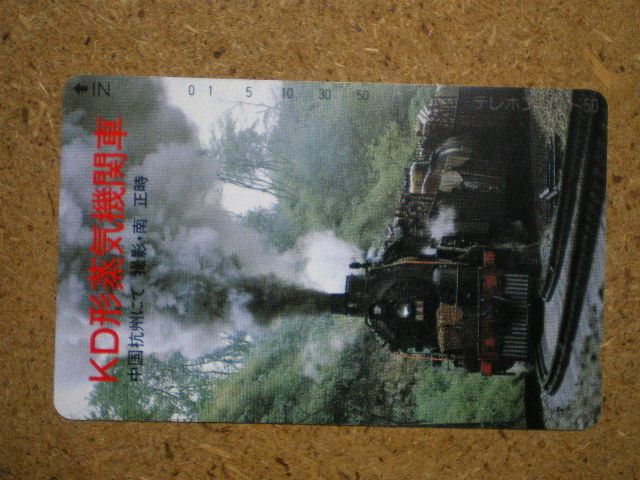 KD形蒸気機関車
中国杭州にて 撮影・南 正時
0 1 5 10 30 50
テレホンカード 50